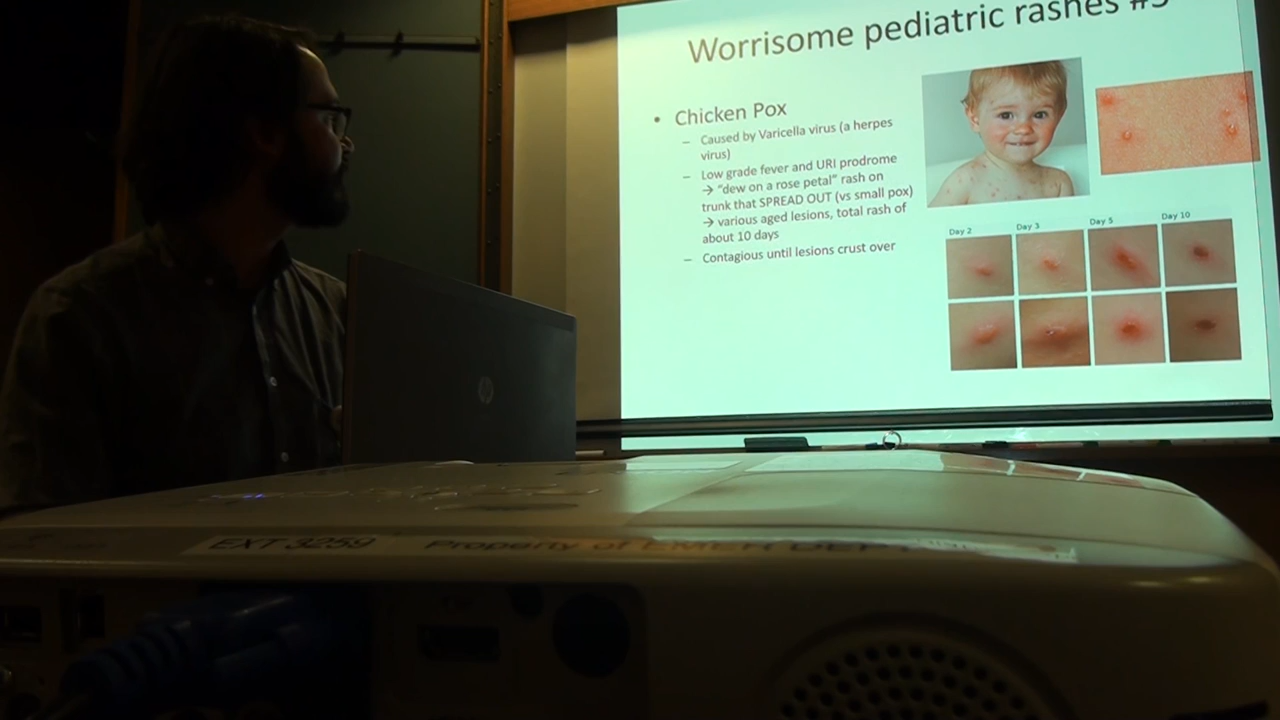 Worrisome pediatric rashes #3
• Chicken Pox
– Caused by Varicella virus (a herpes
virus)
– Low grade fever and URI prodrome
→ "dew on a rose petal" rash on
trunk that SPREAD OUT (vs small pox)
→ various aged lesions, total rash of
about 10 days
– Contagious until lesions crust over
Day 2 Day 3 Day 5 Day 10
hp
EXT 3259 Property of EMER DEPT